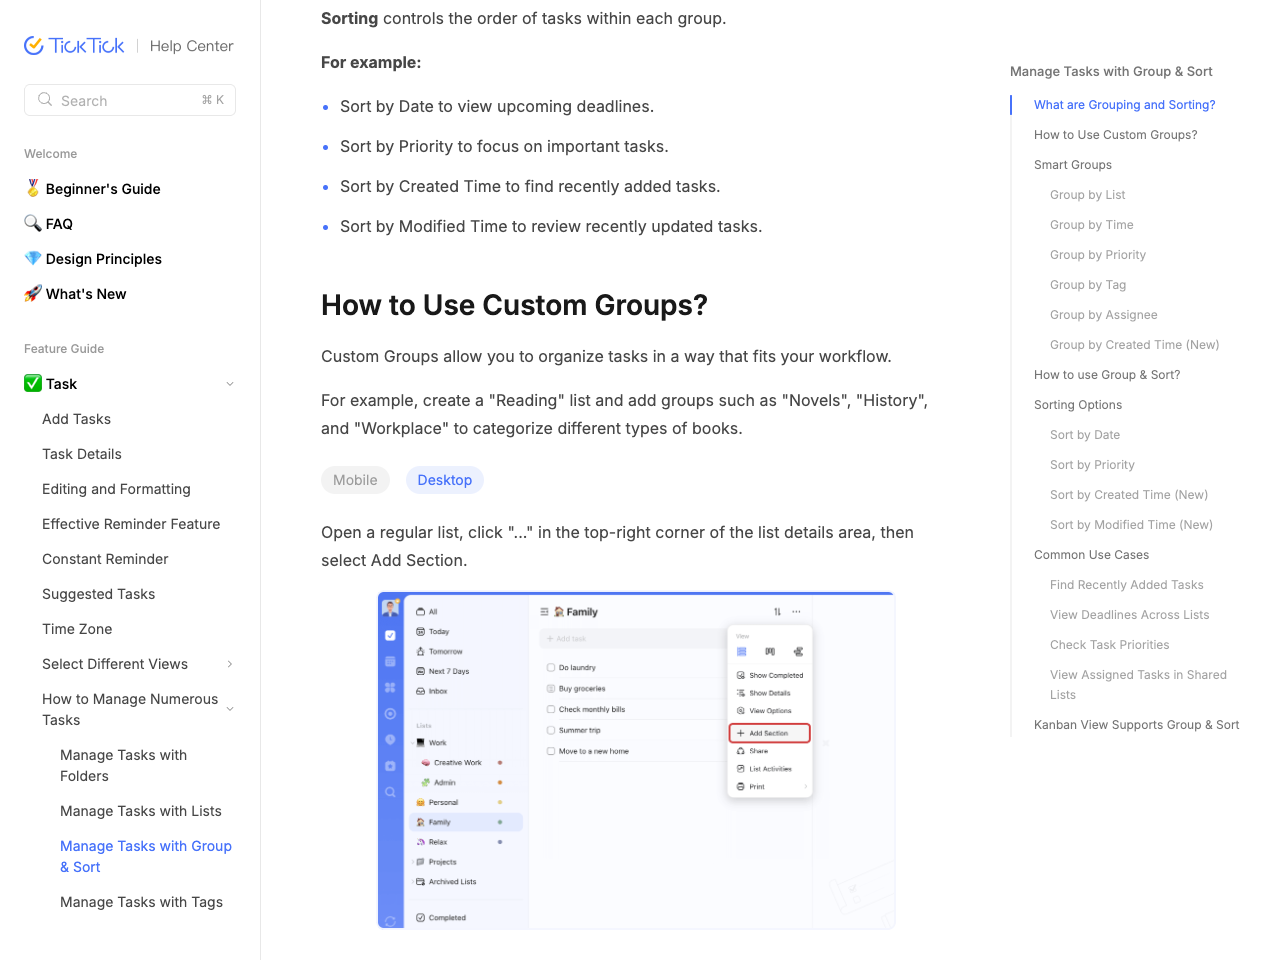 TickTick
Help Center
Search
⌘ K
Welcome
Beginner's Guide
FAQ
Design Principles
What's New
Feature Guide
Task
Add Tasks
Task Details
Editing and Formatting
Effective Reminder Feature
Constant Reminder
Suggested Tasks
Time Zone
Select Different Views
How to Manage Numerous
Tasks
Manage Tasks with
Folders
Manage Tasks with Lists
Manage Tasks with Group
& Sort
Manage Tasks with Tags
Sorting controls the order of tasks within each group.
For example:
Sort by Date to view upcoming deadlines.
Sort by Priority to focus on important tasks.
Sort by Created Time to find recently added tasks.
Sort by Modified Time to review recently updated tasks.
How to Use Custom Groups?
Custom Groups allow you to organize tasks in a way that fits your workflow.
For example, create a "Reading" list and add groups such as "Novels", "History",
and "Workplace" to categorize different types of books.
Mobile
Desktop
Open a regular list, click "..." in the top-right corner of the list details area, then
select Add Section.
All
Today
Tomorrow
Next 7 Days
Inbox
Lists
Work
Creative Work
Admin
Personal
Family
Relax
Projects
Archived Lists
Completed
Family
+ Add task
Do laundry
Buy groceries
Check monthly bills
Summer trip
Move to a new home
View
Show Completed
Show Details
View Options
Add Section
Share
List Activities
Print
Manage Tasks with Group & Sort
What are Grouping and Sorting?
How to Use Custom Groups?
Smart Groups
Group by List
Group by Time
Group by Priority
Group by Tag
Group by Assignee
Group by Created Time (New)
How to use Group & Sort?
Sorting Options
Sort by Date
Sort by Priority
Sort by Created Time (New)
Sort by Modified Time (New)
Common Use Cases
Find Recently Added Tasks
View Deadlines Across Lists
Check Task Priorities
View Assigned Tasks in Shared
Lists
Kanban View Supports Group & Sort